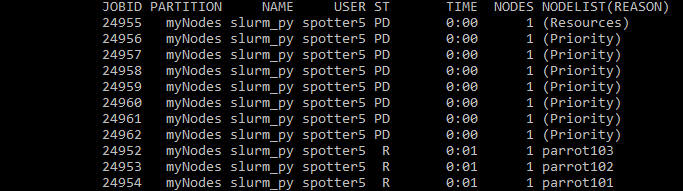 JOBID PARTITION NAME USER ST TIME NODES NODELIST(REASON)
24955 myNodes slurm_py spotter5 PD 0:00 1 (Resources)
24956 myNodes slurm_py spotter5 PD 0:00 1 (Priority)
24957 myNodes slurm_py spotter5 PD 0:00 1 (Priority)
24958 myNodes slurm_py spotter5 PD 0:00 1 (Priority)
24959 myNodes slurm_py spotter5 PD 0:00 1 (Priority)
24960 myNodes slurm_py spotter5 PD 0:00 1 (Priority)
24961 myNodes slurm_py spotter5 PD 0:00 1 (Priority)
24962 myNodes slurm_py spotter5 PD 0:00 1 (Priority)
24952 myNodes slurm_py spotter5 R 0:01 1 parrot103
24953 myNodes slurm_py spotter5 R 0:01 1 parrot102
24954 myNodes slurm_py spotter5 R 0:01 1 parrot101